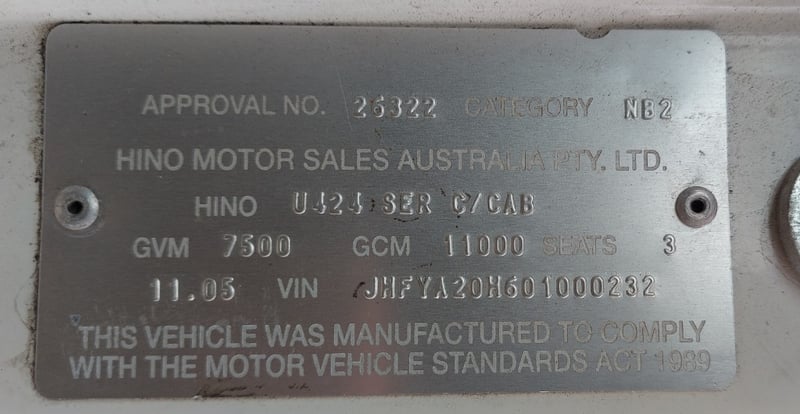 APPROVAL NO. 26322 CATEGORY NB2
HINO MOTOR SALES AUSTRALIA PTY. LTD.
HINO U424 SER C/CAB
GVM 7500 GCM 11000 SEATS 3
11.05 VIN JHFYA20H601000232
THIS VEHICLE WAS MANUFACTURED TO COMPLY
WITH THE MOTOR VEHICLE STANDARDS ACT 1989